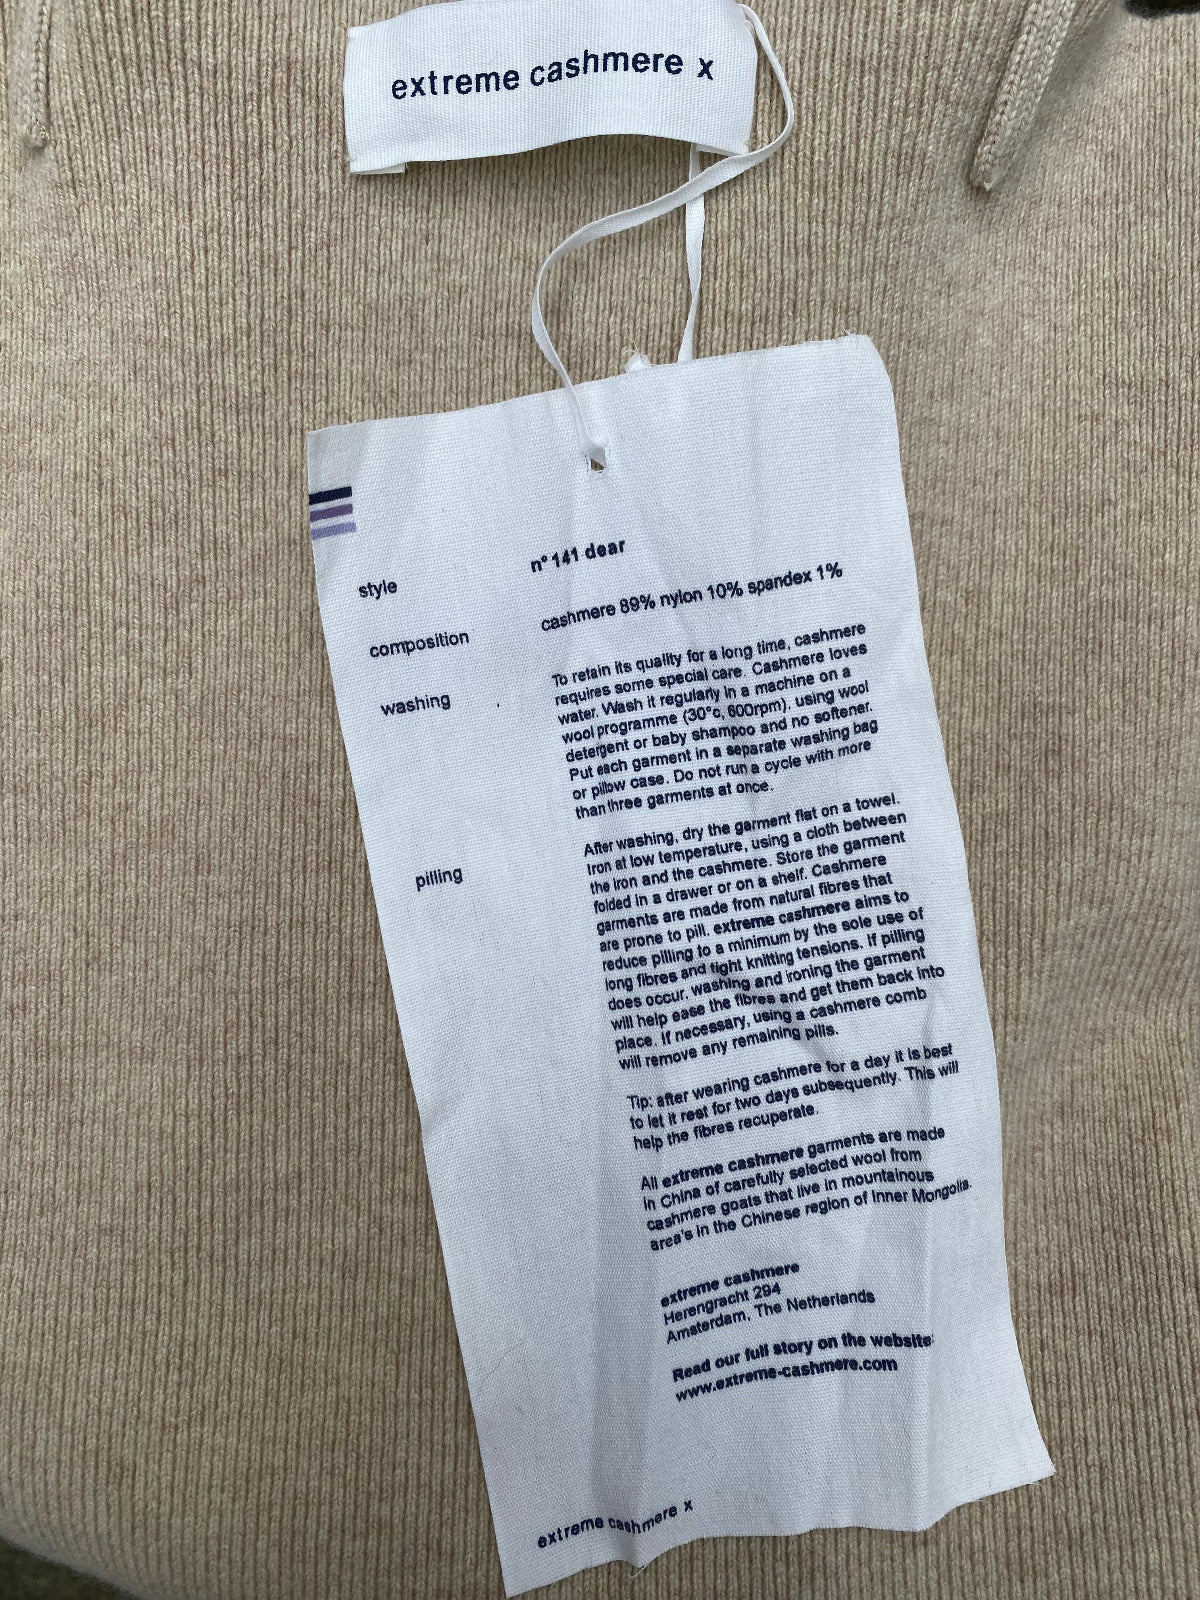 extreme cashmere x
style
n° 141 dear
composition
cashmere 89% nylon 10% spandex 1%
washing
To retain its quality for a long time, cashmere
requires some special care. Cashmere loves
water. Wash it regularly in a machine on a
wool programme (30°c, 600rpm), using wool
detergent or baby shampoo and no softener.
Put each garment in a separate washing bag
or pillow case. Do not run a cycle with more
than three garments at once.
pilling
After washing, dry the garment flat on a towel.
Iron at low temperature, using a cloth between
the iron and the cashmere. Store the garment
folded in a drawer or on a shelf. Cashmere
garments are made from natural fibres that
are prone to pill. extreme cashmere aims to
reduce pilling to a minimum by the sole use of
long fibres and tight knitting tensions. If pilling
does occur, washing and ironing the garment
will help ease the fibres and get them back into
place. If necessary, using a cashmere comb
will remove any remaining pills.
Tip: after wearing cashmere for a day it is best
to let it rest for two days subsequently. This will
help the fibres recuperate.
All extreme cashmere garments are made
in China of carefully selected wool from
cashmere goats that live in mountainous
area's in the Chinese region of Inner Mongolia.
extreme cashmere
Herengracht 294
Amsterdam, The Netherlands
Read our full story on the website:
www.extreme-cashmere.com
extreme cashmere x